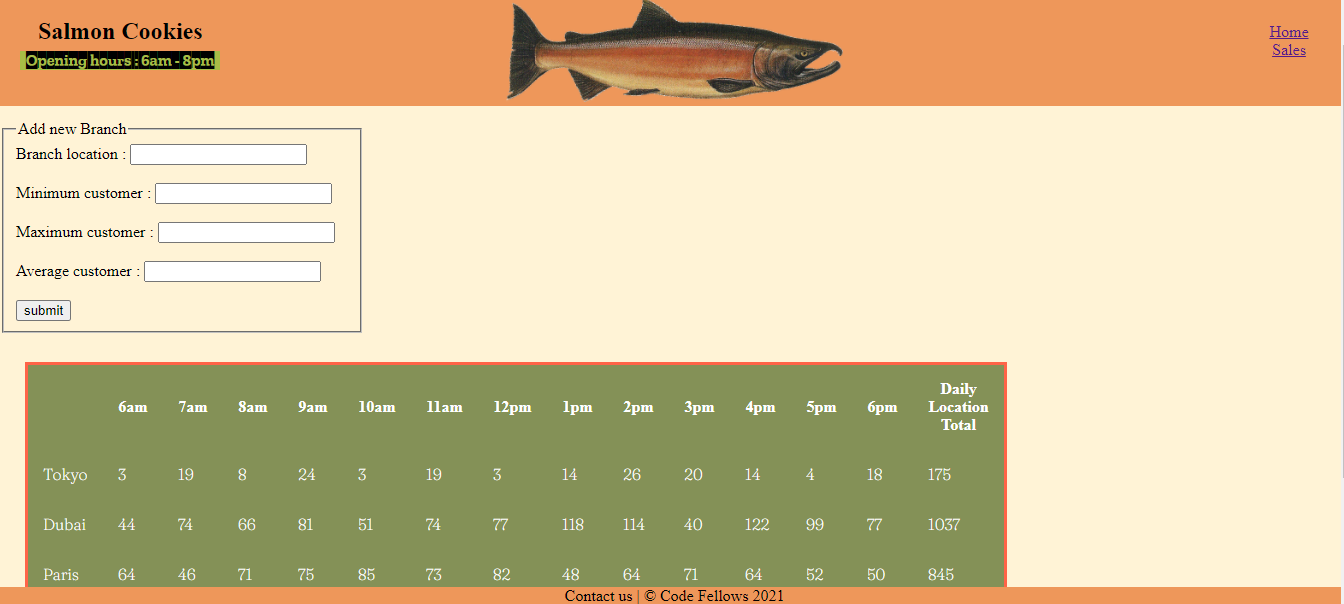 Salmon Cookies
Opening hours : 6am - 8pm
Home
Sales
Add new Branch
Branch location :
Minimum customer :
Maximum customer :
Average customer :
submit
6am 7am 8am 9am 10am 11am 12pm 1pm 2pm 3pm 4pm 5pm 6pm Daily Location Total
Tokyo 3 19 8 24 3 19 3 14 26 20 14 4 18 175
Dubai 44 74 66 81 51 74 77 118 114 40 122 99 77 1037
Paris 64 46 71 75 85 73 82 48 64 71 64 52 50 845
Contact us | © Code Fellows 2021